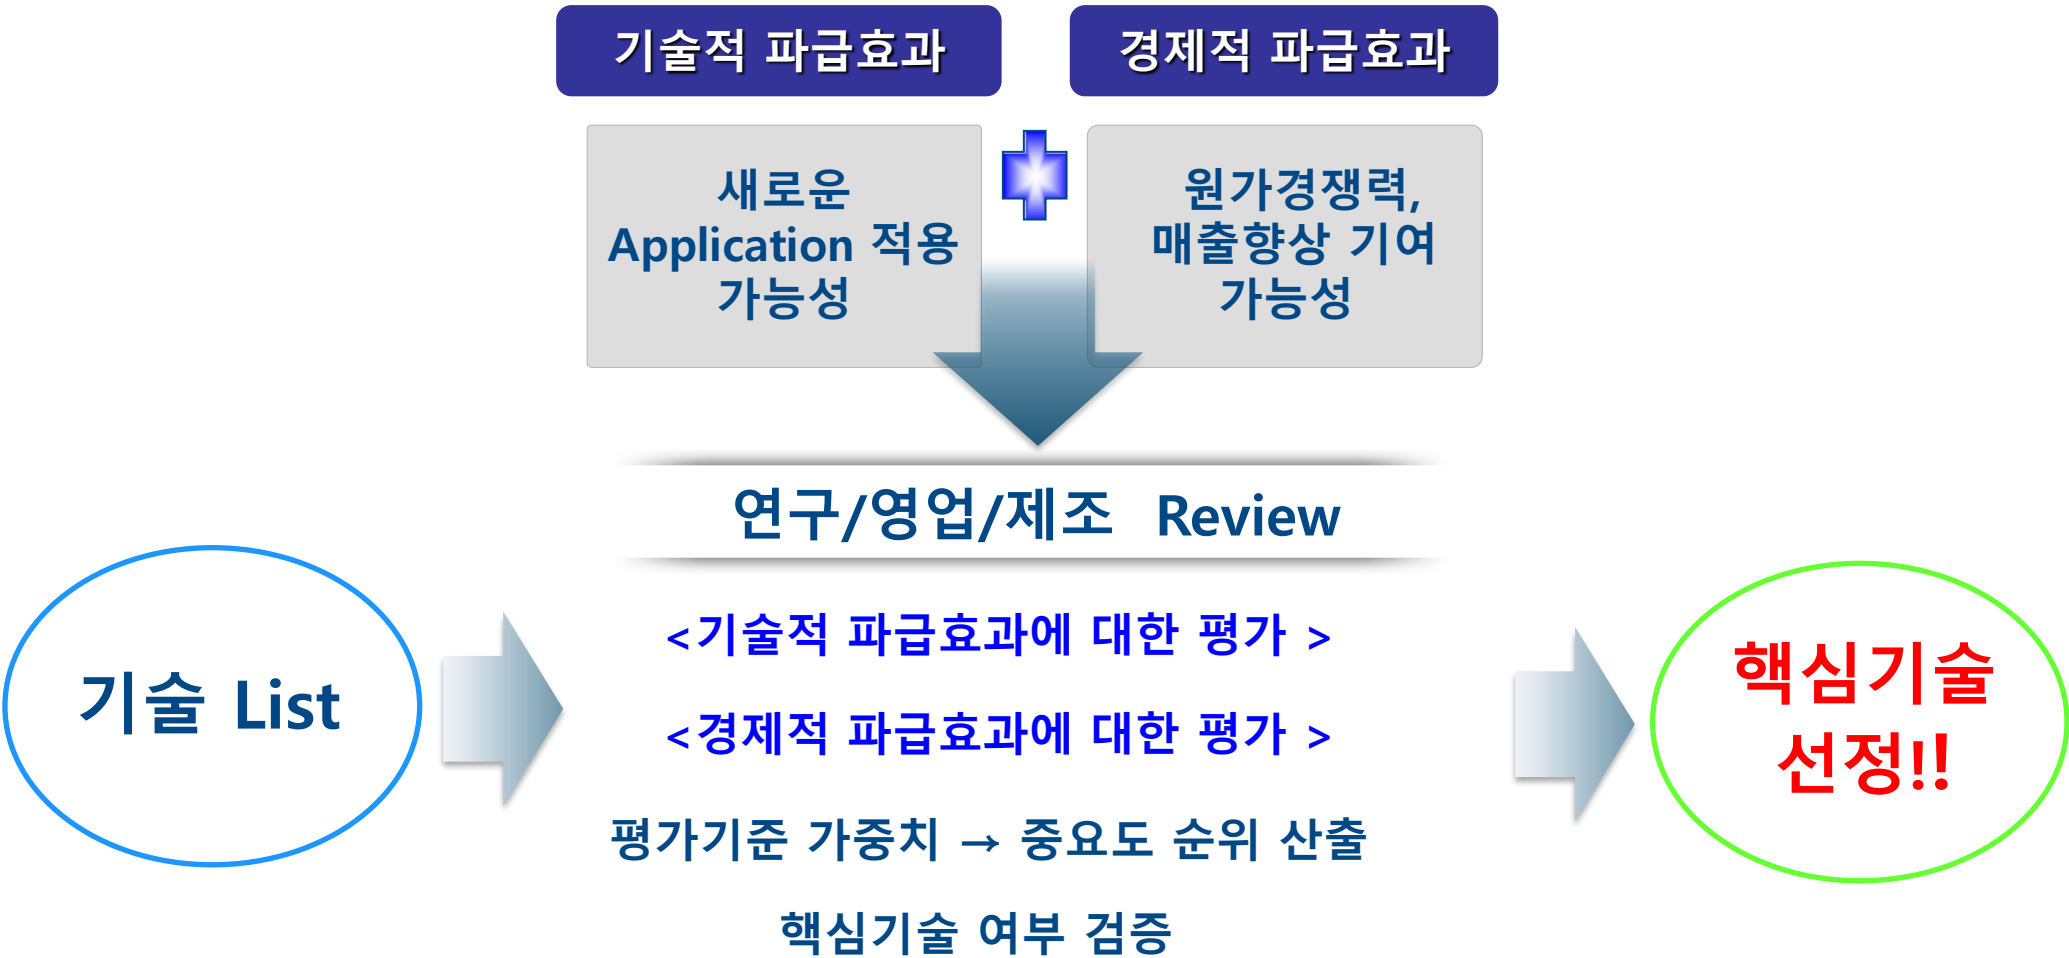 기술적 파급효과
경제적 파급효과
새로운
Application 적용
가능성
원가경쟁력,
매출향상 기여
가능성
연구/영업/제조 Review
<기술적 파급효과에 대한 평가 >
<경제적 파급효과에 대한 평가 >
평가기준 가중치 → 중요도 순위 산출
핵심기술 여부 검증
기술 List
핵심기술
선정!!